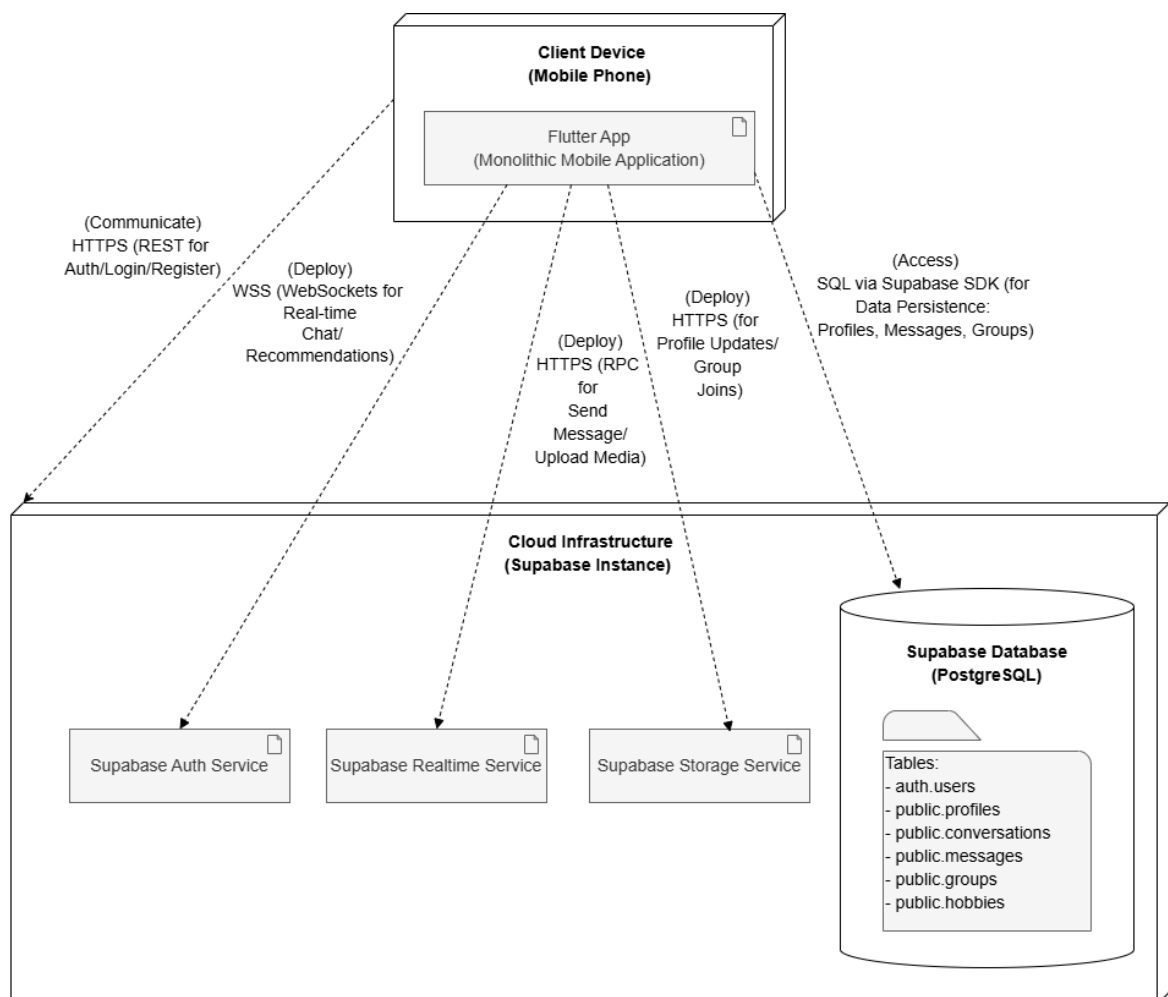 Client Device
(Mobile Phone)
Flutter App
(Monolithic Mobile Application)
(Communicate)
HTTPS (REST for
Auth/Login/Register)
(Deploy)
WSS (WebSockets for
Real-time
Chat/
Recommendations)
(Deploy)
HTTPS (RPC
for
Send
Message/
Upload Media)
(Deploy)
HTTPS (for
Profile Updates/
Group
Joins)
(Access)
SQL via Supabase SDK (for
Data Persistence:
Profiles, Messages, Groups)
Cloud Infrastructure
(Supabase Instance)
Supabase Auth Service
Supabase Realtime Service
Supabase Storage Service
Supabase Database
(PostgreSQL)
Tables:
- auth.users
- public.profiles
- public.conversations
- public.messages
- public.groups
- public.hobbies